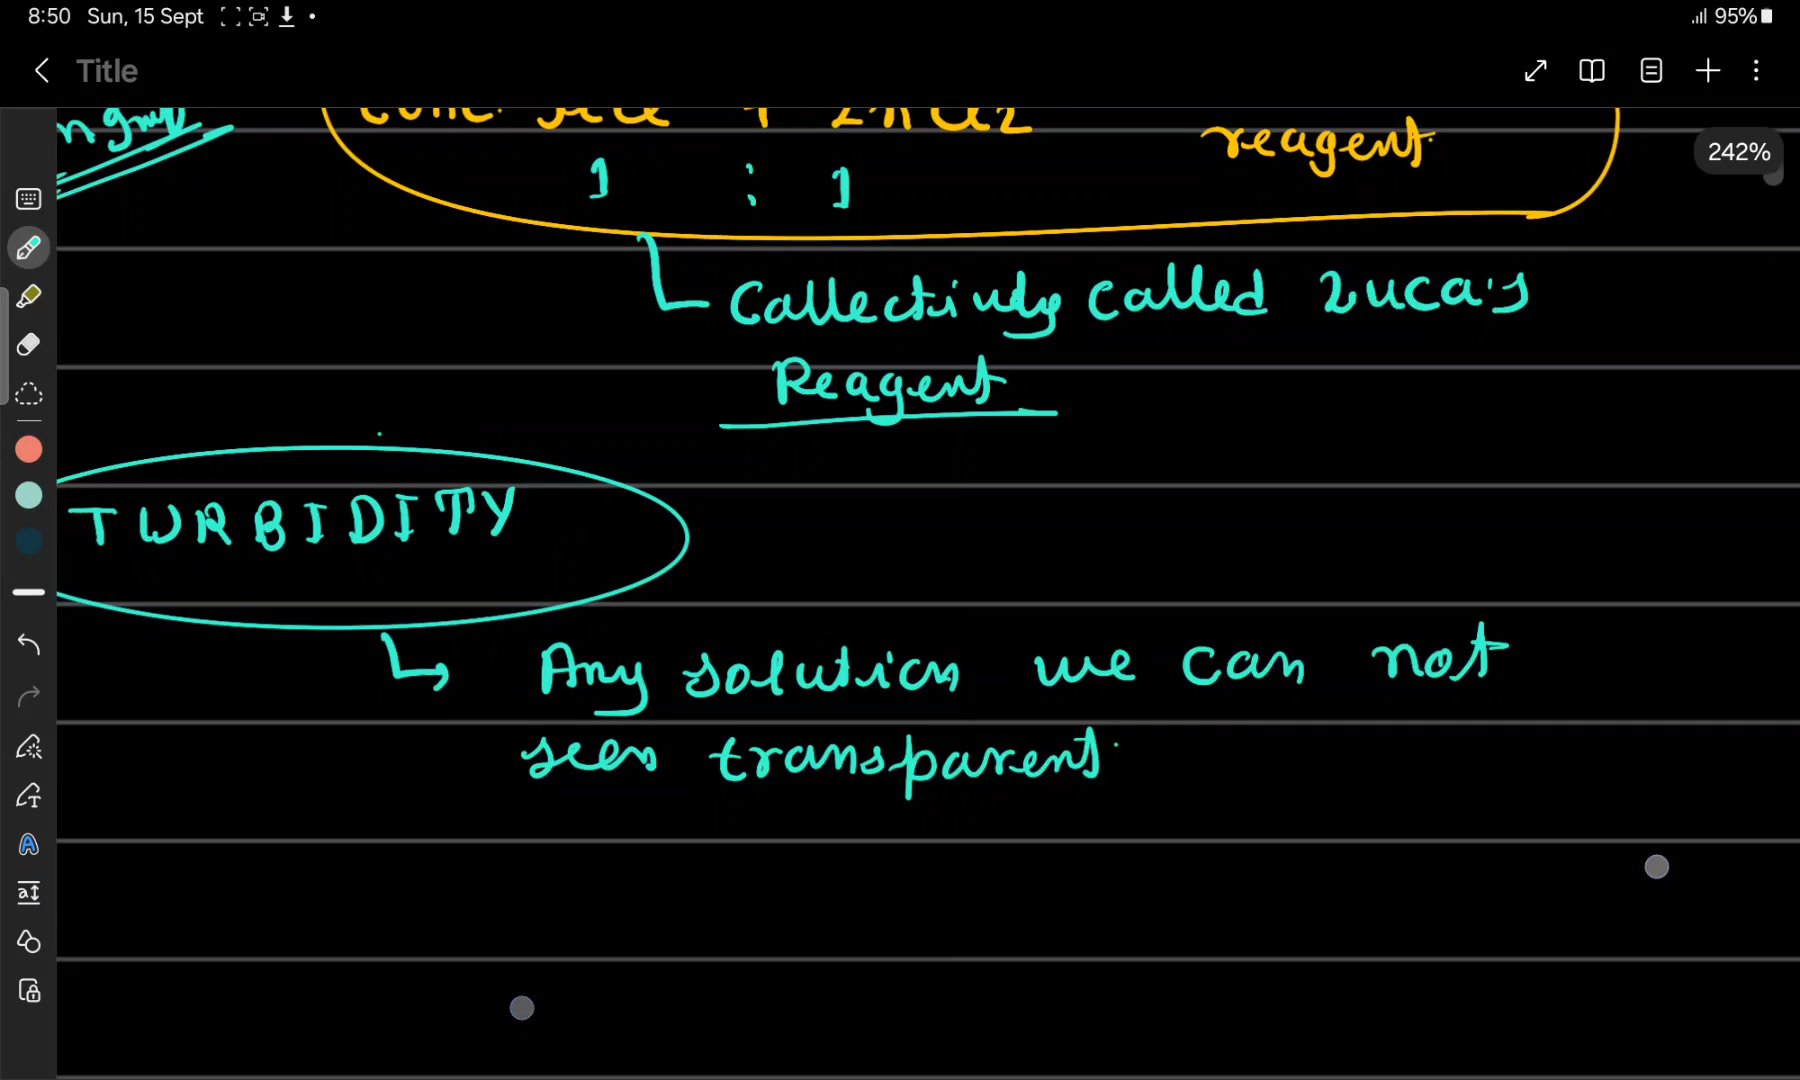 8:50 Sun, 15 Sept 95%
Title
242%
reagent
1 : 1
Collectively called Luca's
Reagent
TURBIDITY
Any solution we can not
seen transparent